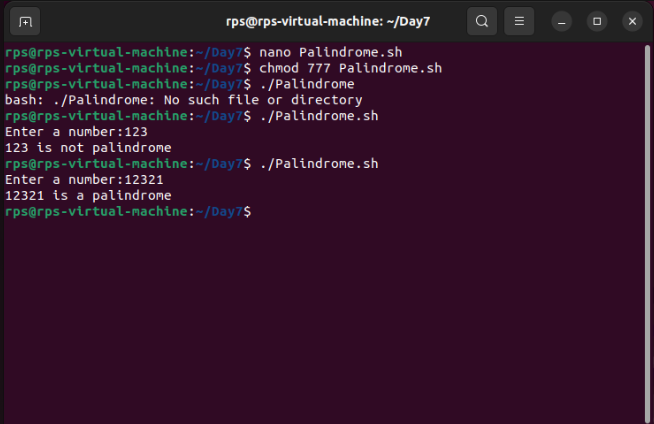 rps@rps-virtual-machine: ~/Day7
rps@rps-virtual-machine:~/Day7$ nano Palindrome.sh
rps@rps-virtual-machine:~/Day7$ chmod 777 Palindrome.sh
rps@rps-virtual-machine:~/Day7$ ./Palindrome
bash: ./Palindrome: No such file or directory
rps@rps-virtual-machine:~/Day7$ ./Palindrome.sh
Enter a number:123
123 is not palindrome
rps@rps-virtual-machine:~/Day7$ ./Palindrome.sh
Enter a number:12321
12321 is a palindrome
rps@rps-virtual-machine:~/Day7$